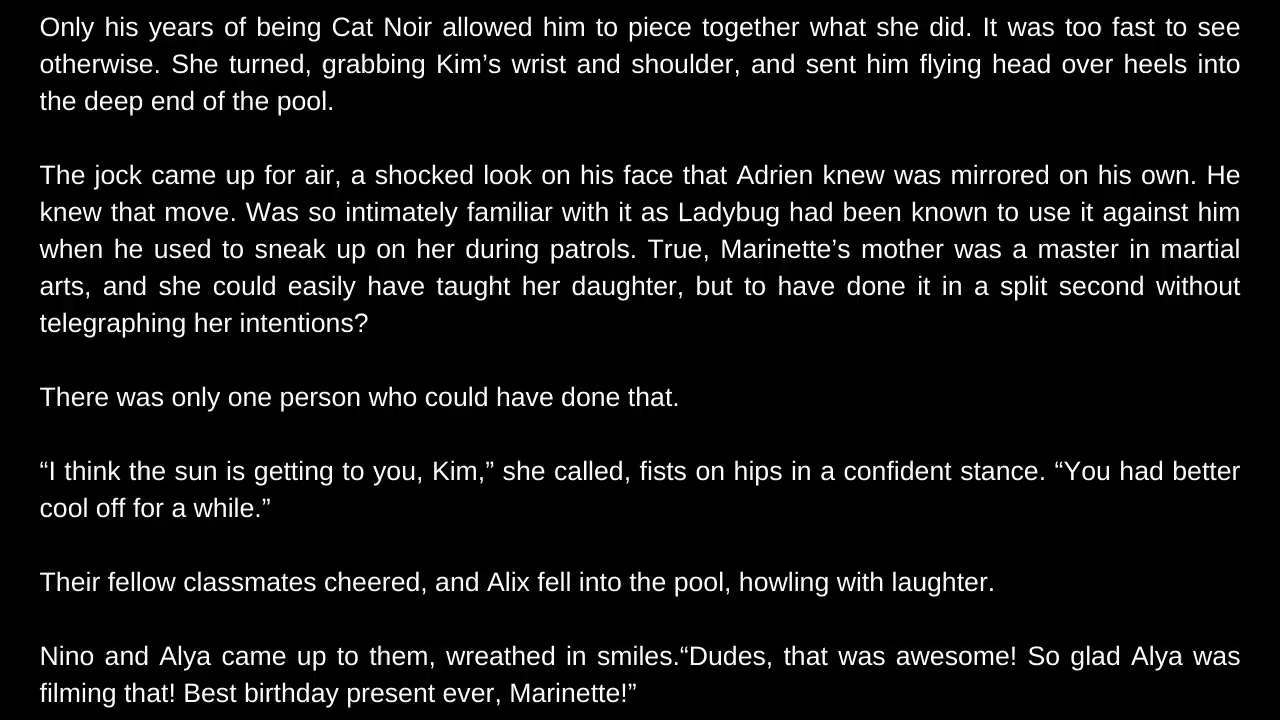 Only his years of being Cat Noir allowed him to piece together what she did. It was too fast to see
otherwise. She turned, grabbing Kim’s wrist and shoulder, and sent him flying head over heels into
the deep end of the pool.
The jock came up for air, a shocked look on his face that Adrien knew was mirrored on his own. He
knew that move. Was so intimately familiar with it as Ladybug had been known to use it against him
when he used to sneak up on her during patrols. True, Marinette’s mother was a master in martial
arts, and she could easily have taught her daughter, but to have done it in a split second without
telegraphing her intentions?
There was only one person who could have done that.
“I think the sun is getting to you, Kim,” she called, fists on hips in a confident stance. “You had better
cool off for a while.”
Their fellow classmates cheered, and Alix fell into the pool, howling with laughter.
Nino and Alya came up to them, wreathed in smiles.“Dudes, that was awesome! So glad Alya was
filming that! Best birthday present ever, Marinette!”